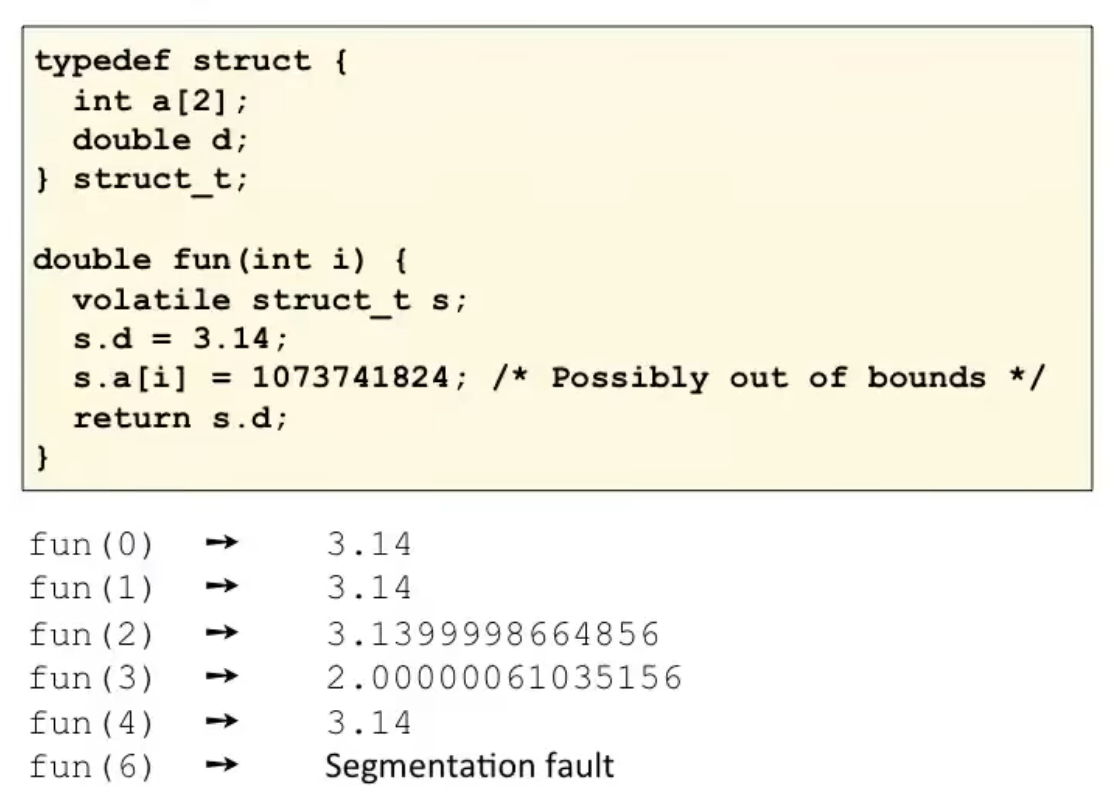 typedef struct {
  int a[2];
  double d;
} struct_t;

double fun(int i) {
  volatile struct_t s;
  s.d = 3.14;
  s.a[i] = 1073741824; /* Possibly out of bounds */
  return s.d;
}
fun(0) → 3.14
fun(1) → 3.14
fun(2) → 3.1399998664856
fun(3) → 2.00000061035156
fun(4) → 3.14
fun(6) → Segmentation fault